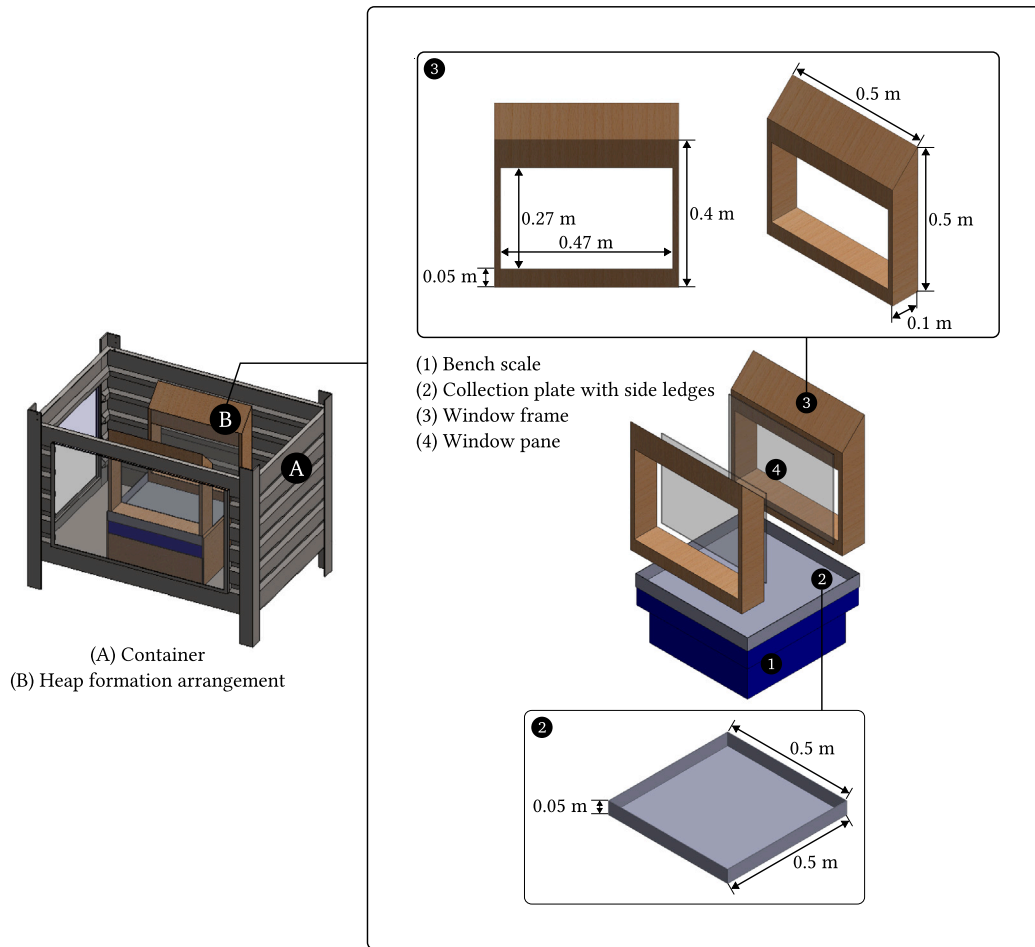 3
0.5 m
0.27 m
0.47 m
0.4 m
0.5 m
0.05 m
0.1 m
(1) Bench scale
(2) Collection plate with side ledges
(3) Window frame
(4) Window pane
3
B
A
4
2
(A) Container
(B) Heap formation arrangement
1
2
0.5 m
0.05 m
0.5 m